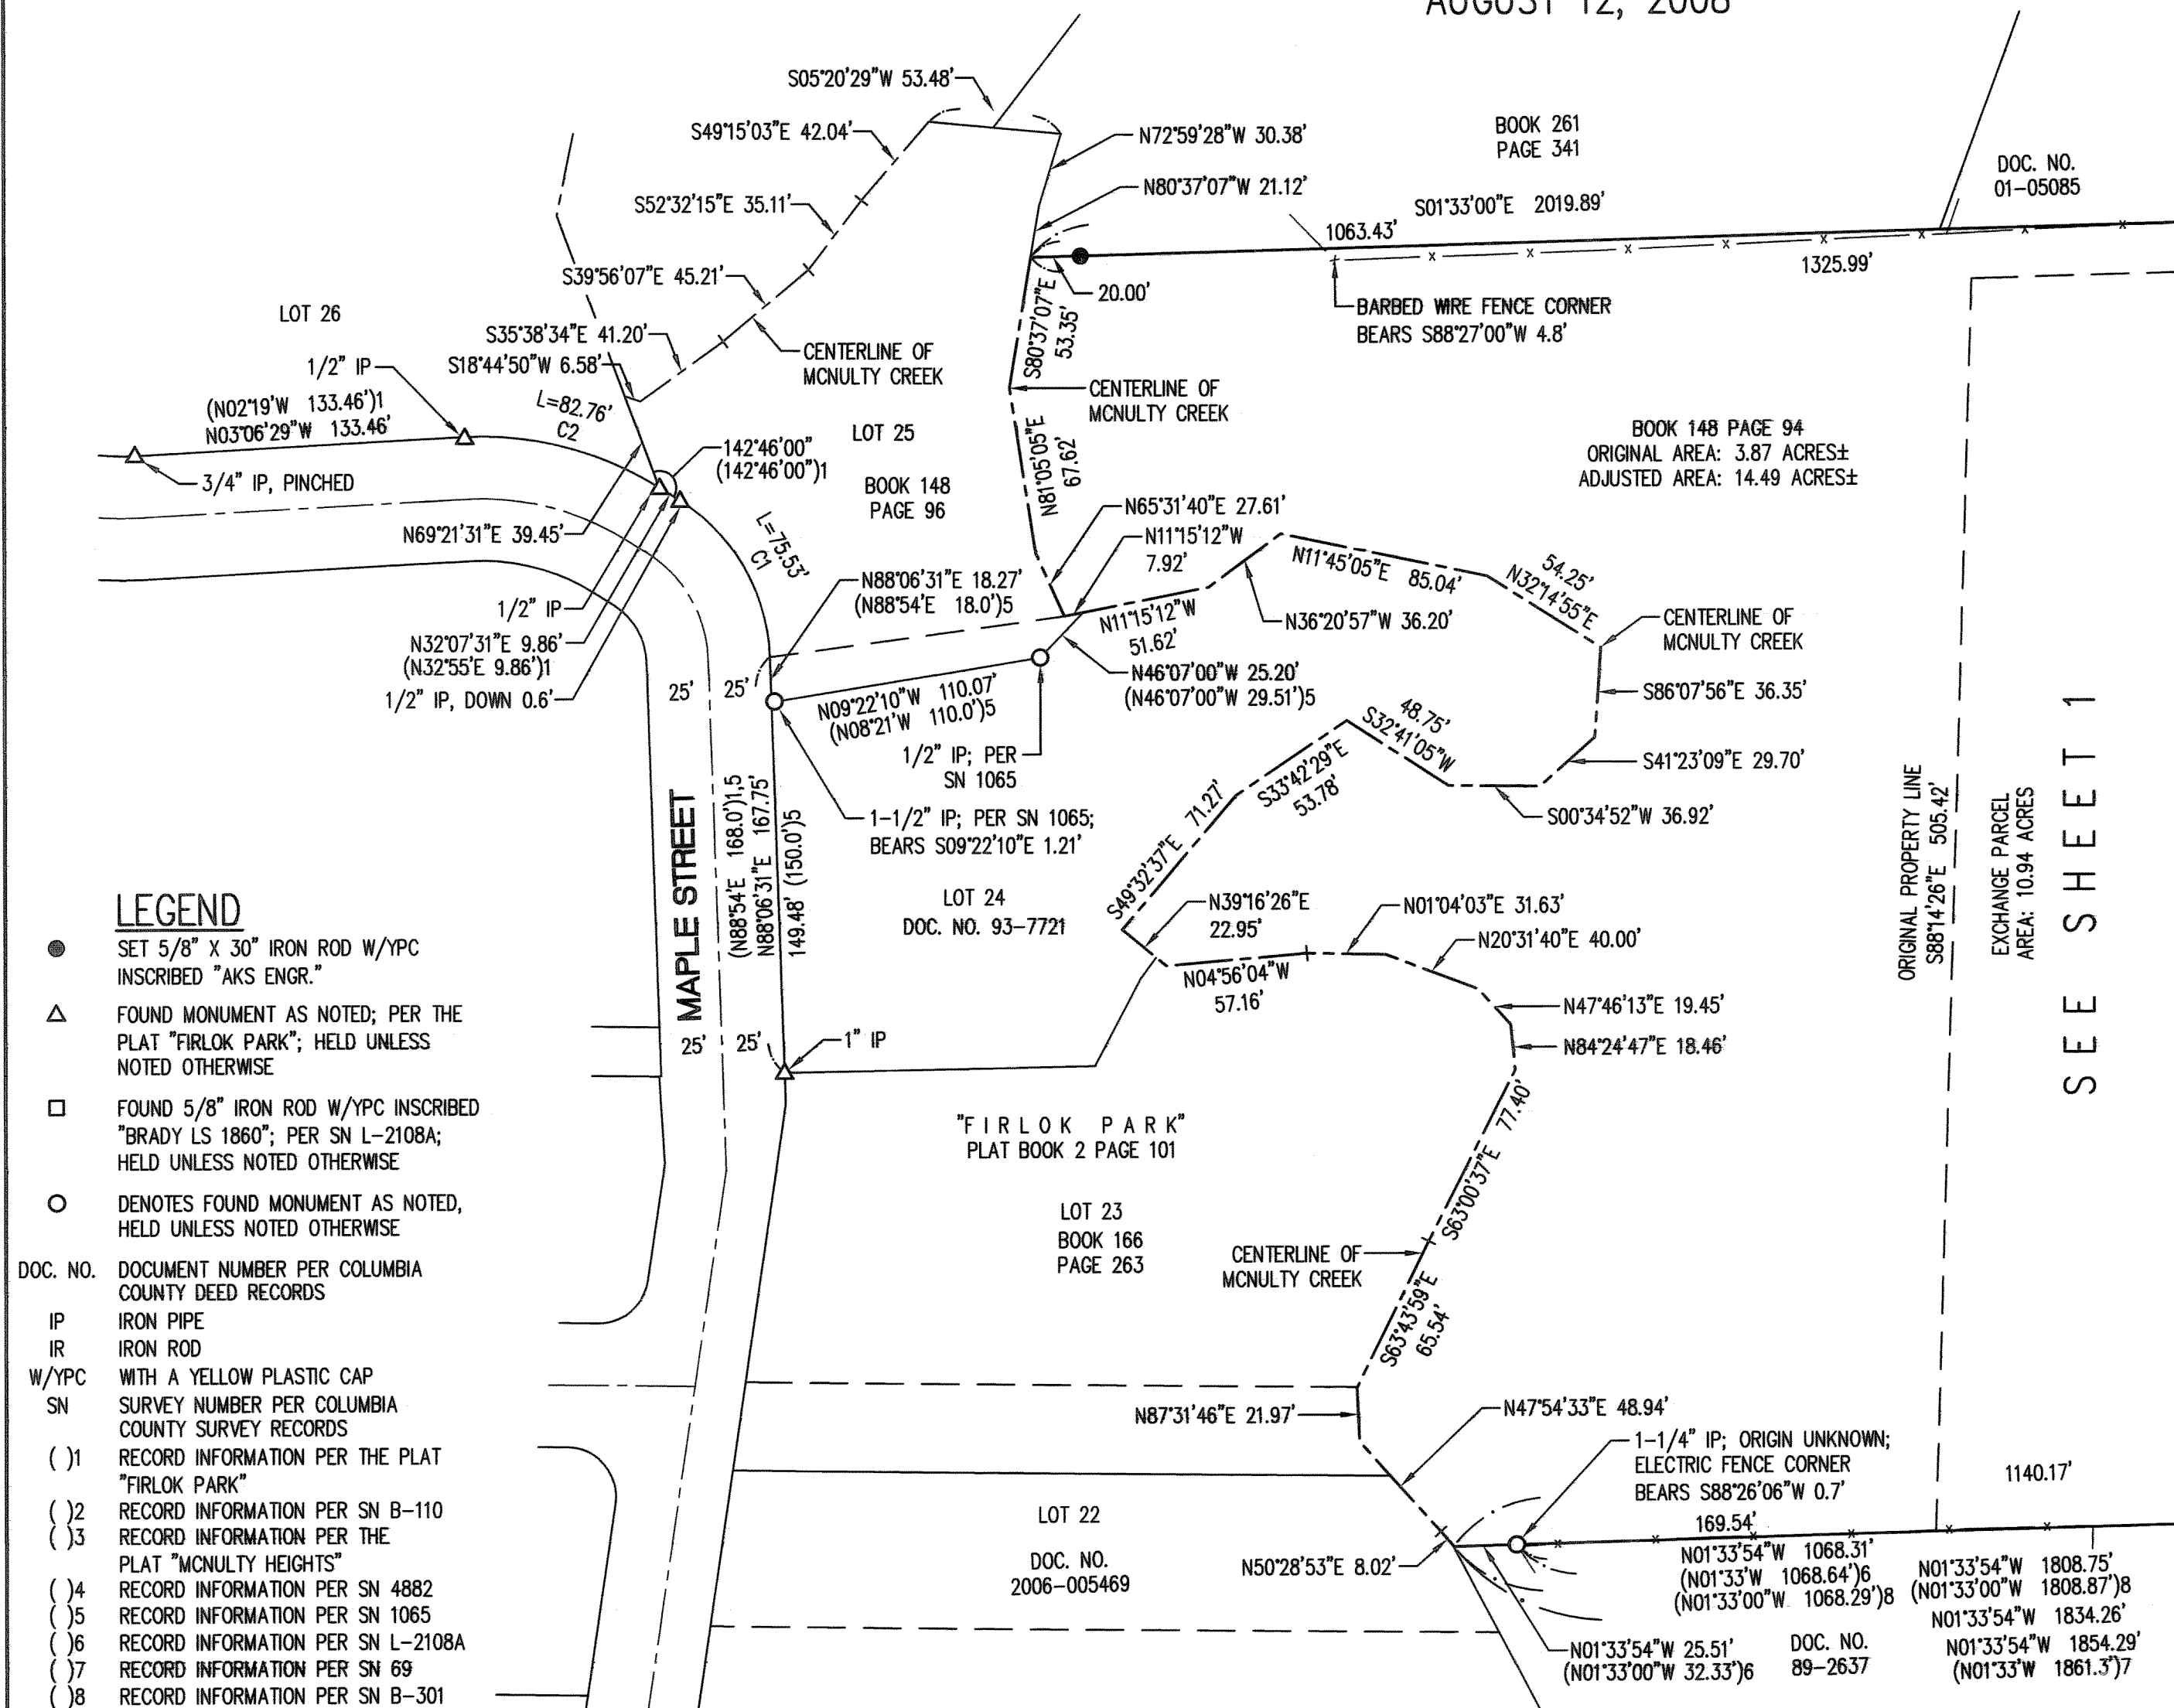 AUGUST 12, 2008
S05°20'29"W 53.48'
S49°15'03"E 42.04'
S52°32'15"E 35.11'
S39°56'07"E 45.21'
S35°38'34"E 41.20'
S18°44'50"W 6.58'
N72°59'28"W 30.38'
N80°37'07"W 21.12'
BOOK 261
PAGE 341
DOC. NO.
01-05085
S01°33'00"E 2019.89'
1063.43'
1325.99'
20.00'
BARBED WIRE FENCE CORNER
BEARS S88°27'00"W 4.8'
S80°37'07"E
53.35'
CENTERLINE OF
MCNULTY CREEK
CENTERLINE OF
MCNULTY CREEK
LOT 26
1/2" IP
(N02°19'W 133.46')1
N03°06'29"W 133.46'
3/4" IP, PINCHED
L=82.76'
C2
142°46'00"
(142°46'00")1
LOT 25
BOOK 148
PAGE 96
N69°21'31"E 39.45'
L=75.53'
C1
1/2" IP
N32°07'31"E 9.86'
(N32°55'E 9.86')1
1/2" IP, DOWN 0.6'
N81°05'05"E
67.62'
N65°31'40"E 27.61'
N11°15'12"W
7.92'
N88°06'31"E 18.27'
(N88°54'E 18.0')5
N11°15'12"W
51.62'
N36°20'57"W 36.20'
N11°45'05"E 85.04'
54.25'
N32°14'55"E
BOOK 148 PAGE 94
ORIGINAL AREA: 3.87 ACRES±
ADJUSTED AREA: 14.49 ACRES±
CENTERLINE OF
MCNULTY CREEK
S86°07'56"E 36.35'
S41°23'09"E 29.70'
S00°34'52"W 36.92'
48.75'
S32°41'05"W
S33°42'29"E
53.78'
S49°32'37"E 71.27'
N46°07'00"W 25.20'
(N46°07'00"W 29.51')5
N09°22'10"W 110.07'
(N08°21'W 110.0')5
1/2" IP; PER
SN 1065
1-1/2" IP; PER SN 1065;
BEARS S09°22'10"E 1.21'
25'
25'
MAPLE STREET
(N88°54'E 168.0')1,5
N88°06'31"E 167.75'
149.48' (150.0')5
25'
25'
1" IP
LOT 24
DOC. NO. 93-7721
N39°16'26"E
22.95'
N04°56'04"W
57.16'
N01°04'03"E 31.63'
N20°31'40"E 40.00'
N47°46'13"E 19.45'
N84°24'47"E 18.46'
S63°00'37"E 77.40'
S63°43'59"E
65.54'
CENTERLINE OF
MCNULTY CREEK
"FIRLOK PARK"
PLAT BOOK 2 PAGE 101
LOT 23
BOOK 166
PAGE 263
N87°31'46"E 21.97'
N47°54'33"E 48.94'
1-1/4" IP; ORIGIN UNKNOWN;
ELECTRIC FENCE CORNER
BEARS S88°26'06"W 0.7'
169.54'
N50°28'53"E 8.02'
LOT 22
DOC. NO.
2006-005469
N01°33'54"W 1068.31'
(N01°33'W 1068.64')6
(N01°33'00"W 1068.29')8
N01°33'54"W 1808.75'
(N01°33'00"W 1808.87')8
N01°33'54"W 1834.26'
N01°33'54"W 1854.29'
(N01°33'W 1861.3')7
N01°33'54"W 25.51'
(N01°33'00"W 32.33')6
DOC. NO.
89-2637
1140.17'
ORIGINAL PROPERTY LINE
S88°14'26"E 505.42'
EXCHANGE PARCEL
AREA: 10.94 ACRES
SEE SHEET 1
LEGEND
SET 5/8" X 30" IRON ROD W/YPC
INSCRIBED "AKS ENGR."
FOUND MONUMENT AS NOTED; PER THE
PLAT "FIRLOK PARK"; HELD UNLESS
NOTED OTHERWISE
FOUND 5/8" IRON ROD W/YPC INSCRIBED
"BRADY LS 1860"; PER SN L-2108A;
HELD UNLESS NOTED OTHERWISE
DENOTES FOUND MONUMENT AS NOTED,
HELD UNLESS NOTED OTHERWISE
DOC. NO. DOCUMENT NUMBER PER COLUMBIA
COUNTY DEED RECORDS
IP IRON PIPE
IR IRON ROD
W/YPC WITH A YELLOW PLASTIC CAP
SN SURVEY NUMBER PER COLUMBIA
COUNTY SURVEY RECORDS
( )1 RECORD INFORMATION PER THE PLAT
"FIRLOK PARK"
( )2 RECORD INFORMATION PER SN B-110
( )3 RECORD INFORMATION PER THE
PLAT "MCNULTY HEIGHTS"
( )4 RECORD INFORMATION PER SN 4882
( )5 RECORD INFORMATION PER SN 1065
( )6 RECORD INFORMATION PER SN L-2108A
( )7 RECORD INFORMATION PER SN 69
( )8 RECORD INFORMATION PER SN B-301